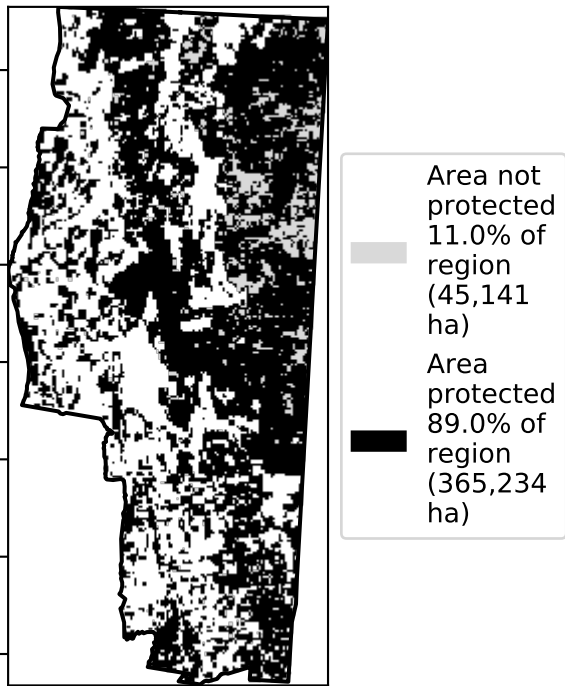 Area not
protected
11.0% of
region
(45,141
ha)
Area
protected
89.0% of
region
(365,234
ha)